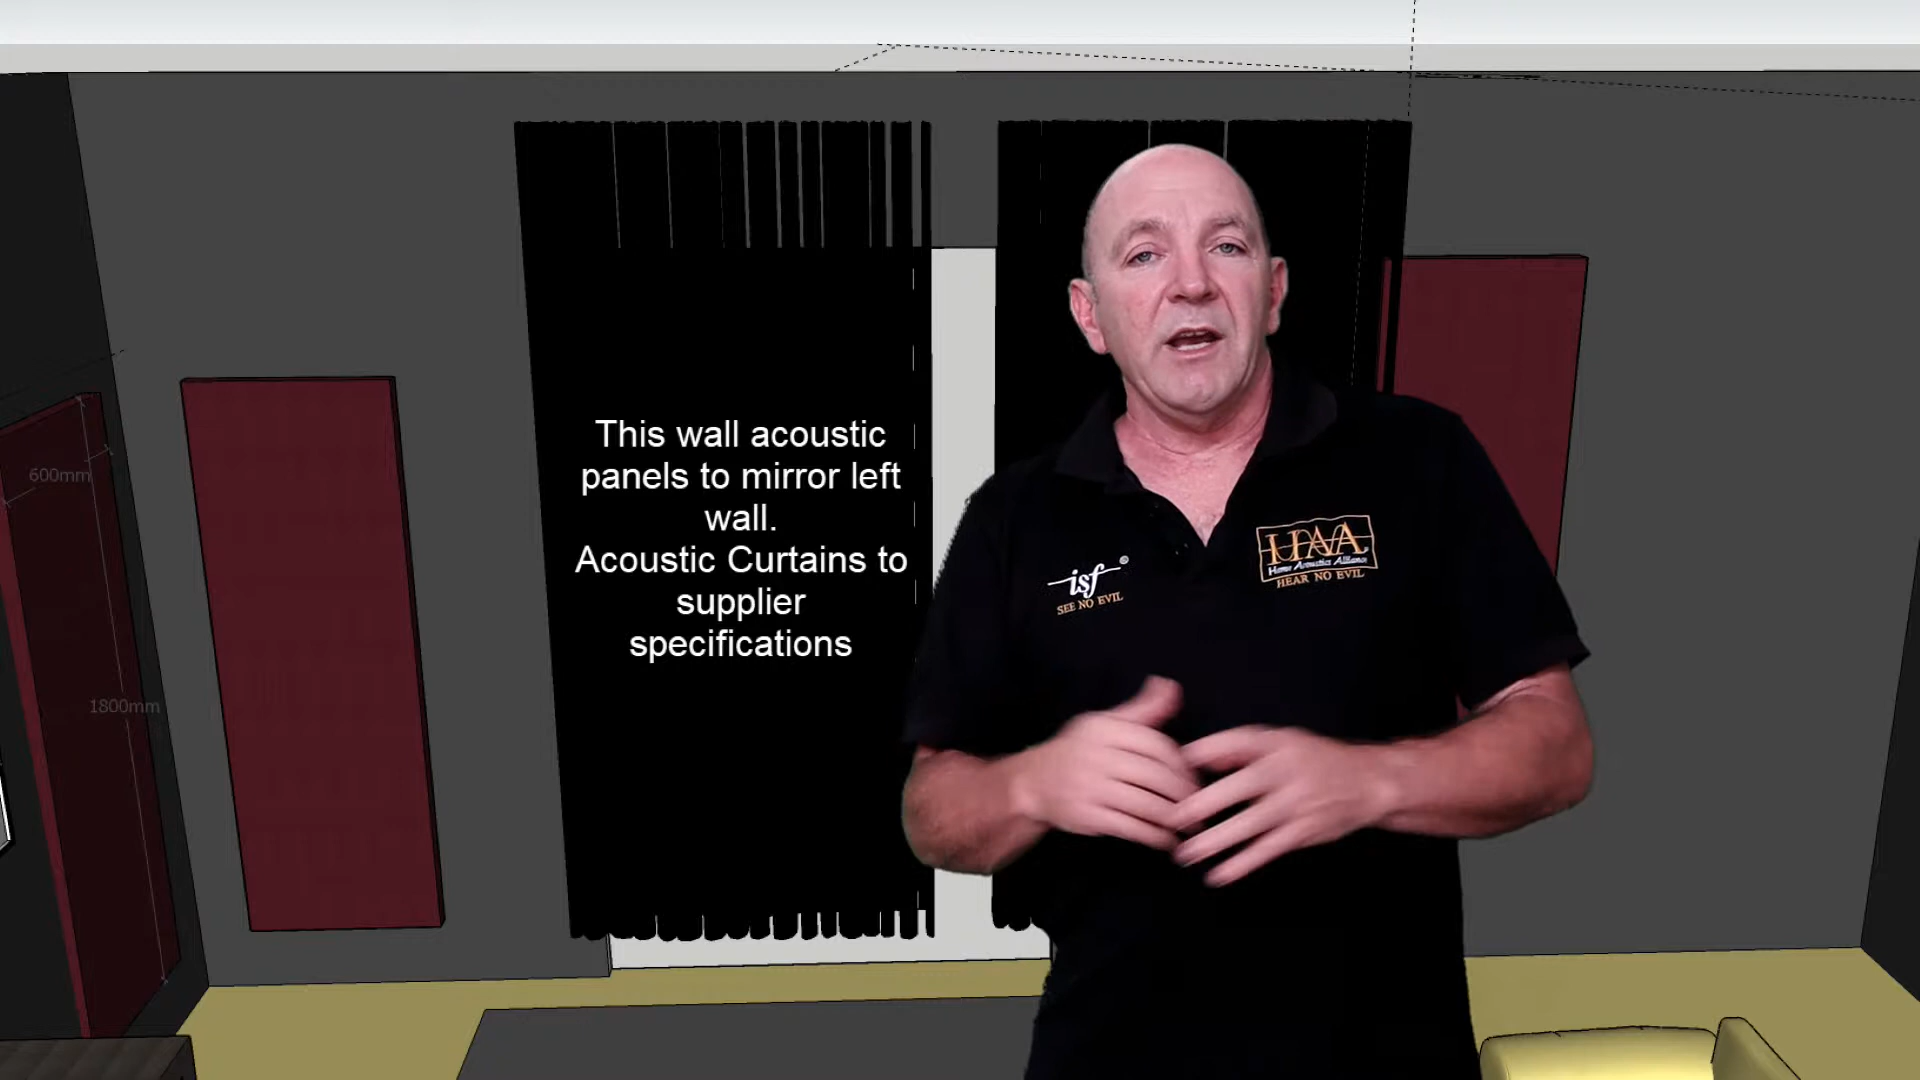 This wall acoustic
panels to mirror left
wall.
Acoustic Curtains to
supplier
specifications
600mm
1800mm
isf
SEE NO EVIL
HAA
Home Acoustics Alliance
HEAR NO EVIL